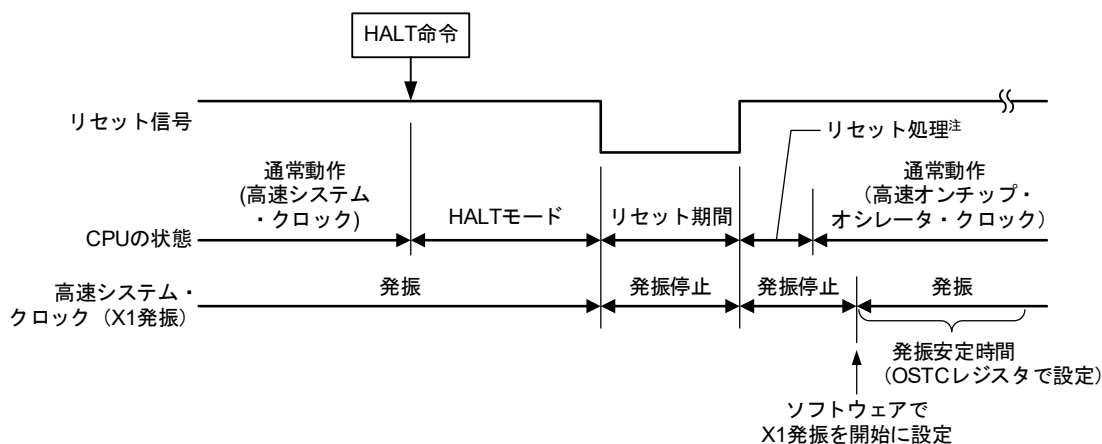 HALT命令
リセット信号
リセット処理注
通常動作
(高速システム
・クロック)
HALTモード
リセット期間
通常動作
（高速オンチップ・
オシレータ・クロック）
CPUの状態
高速システム・
クロック（X1発振）
発振
発振停止
発振停止
発振
発振安定時間
（OSTCレジスタで設定）
ソフトウェアで
X1発振を開始に設定